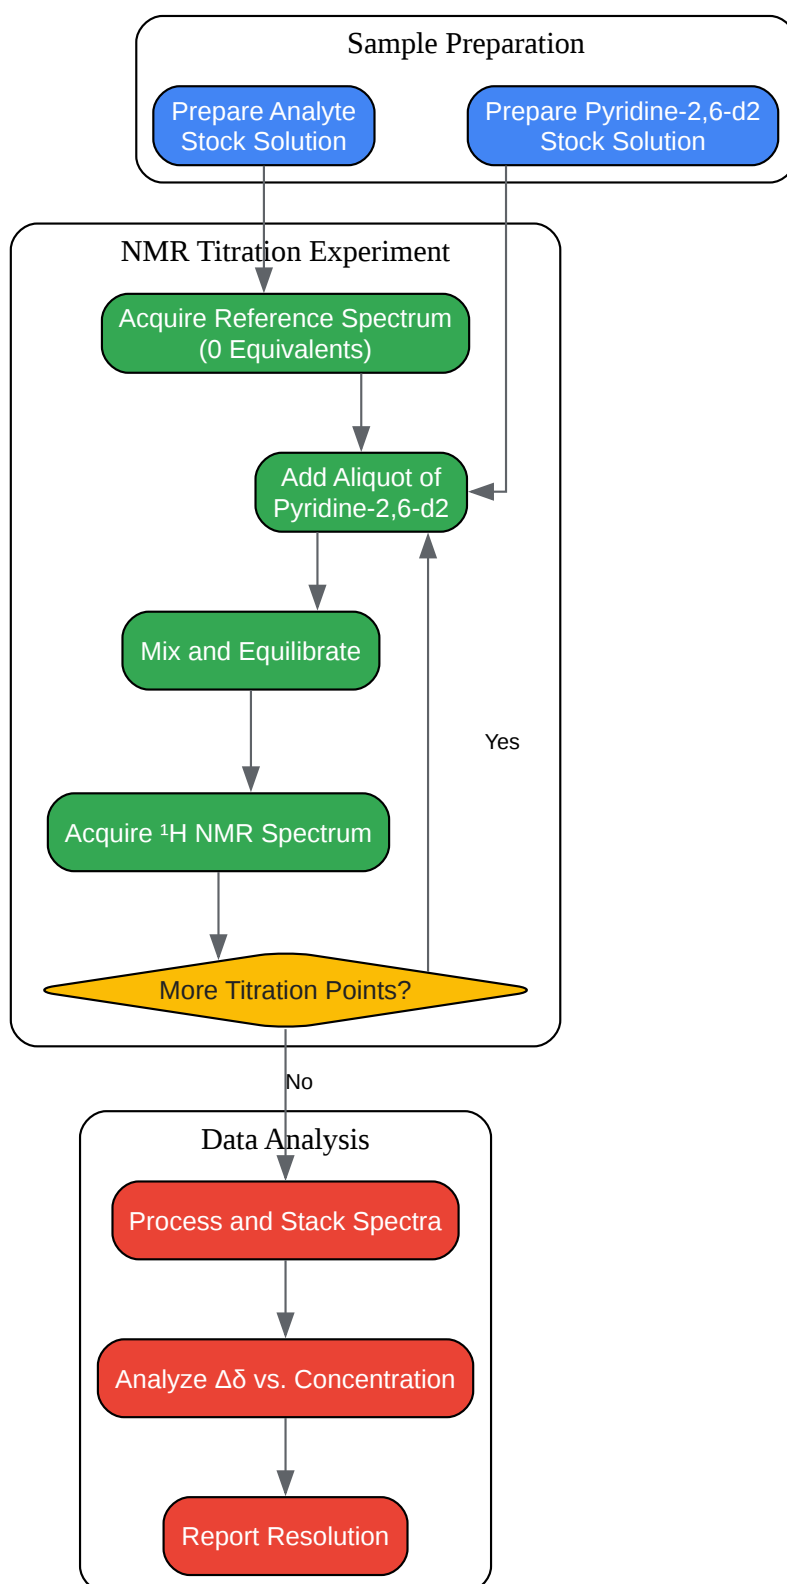 Sample Preparation
Prepare Analyte
Stock Solution
Prepare Pyridine-2,6-d2
Stock Solution
NMR Titration Experiment
Acquire Reference Spectrum
(0 Equivalents)
Add Aliquot of
Pyridine-2,6-d2
Mix and Equilibrate
Yes
Acquire ¹H NMR Spectrum
More Titration Points?
No
Data Analysis
Process and Stack Spectra
Analyze Δδ vs. Concentration
Report Resolution